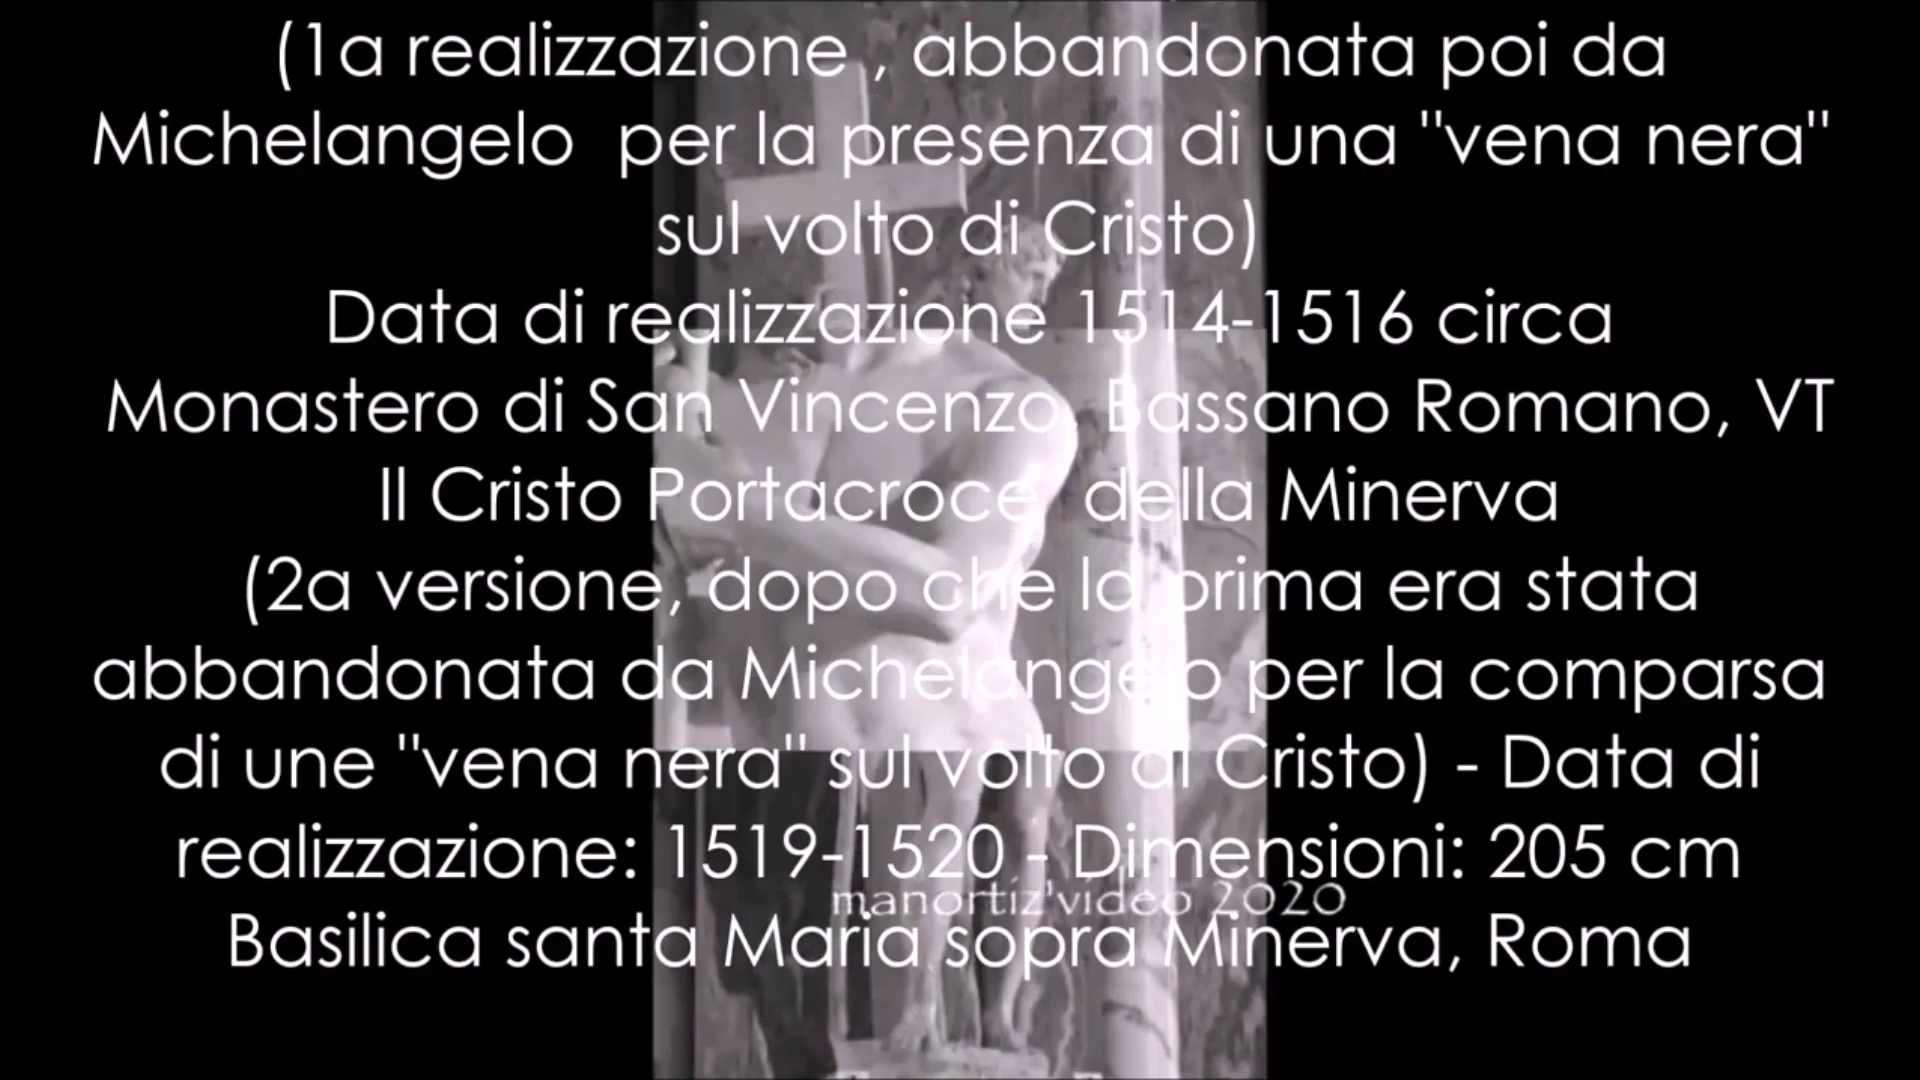 (1a realizzazione , abbandonata poi da
Michelangelo per la presenza di una "vena nera"
sul volto di Cristo)
Data di realizzazione 1514-1516 circa
Monastero di San Vincenzo, Bassano Romano, VT
Il Cristo Portacroce della Minerva
(2a versione, dopo che la prima era stata
abbandonata da Michelangelo per la comparsa
di une "vena nera" sul volto di Cristo) - Data di
realizzazione: 1519-1520 - Dimensioni: 205 cm
manortiz'video 2020
Basilica santa Maria sopra Minerva, Roma